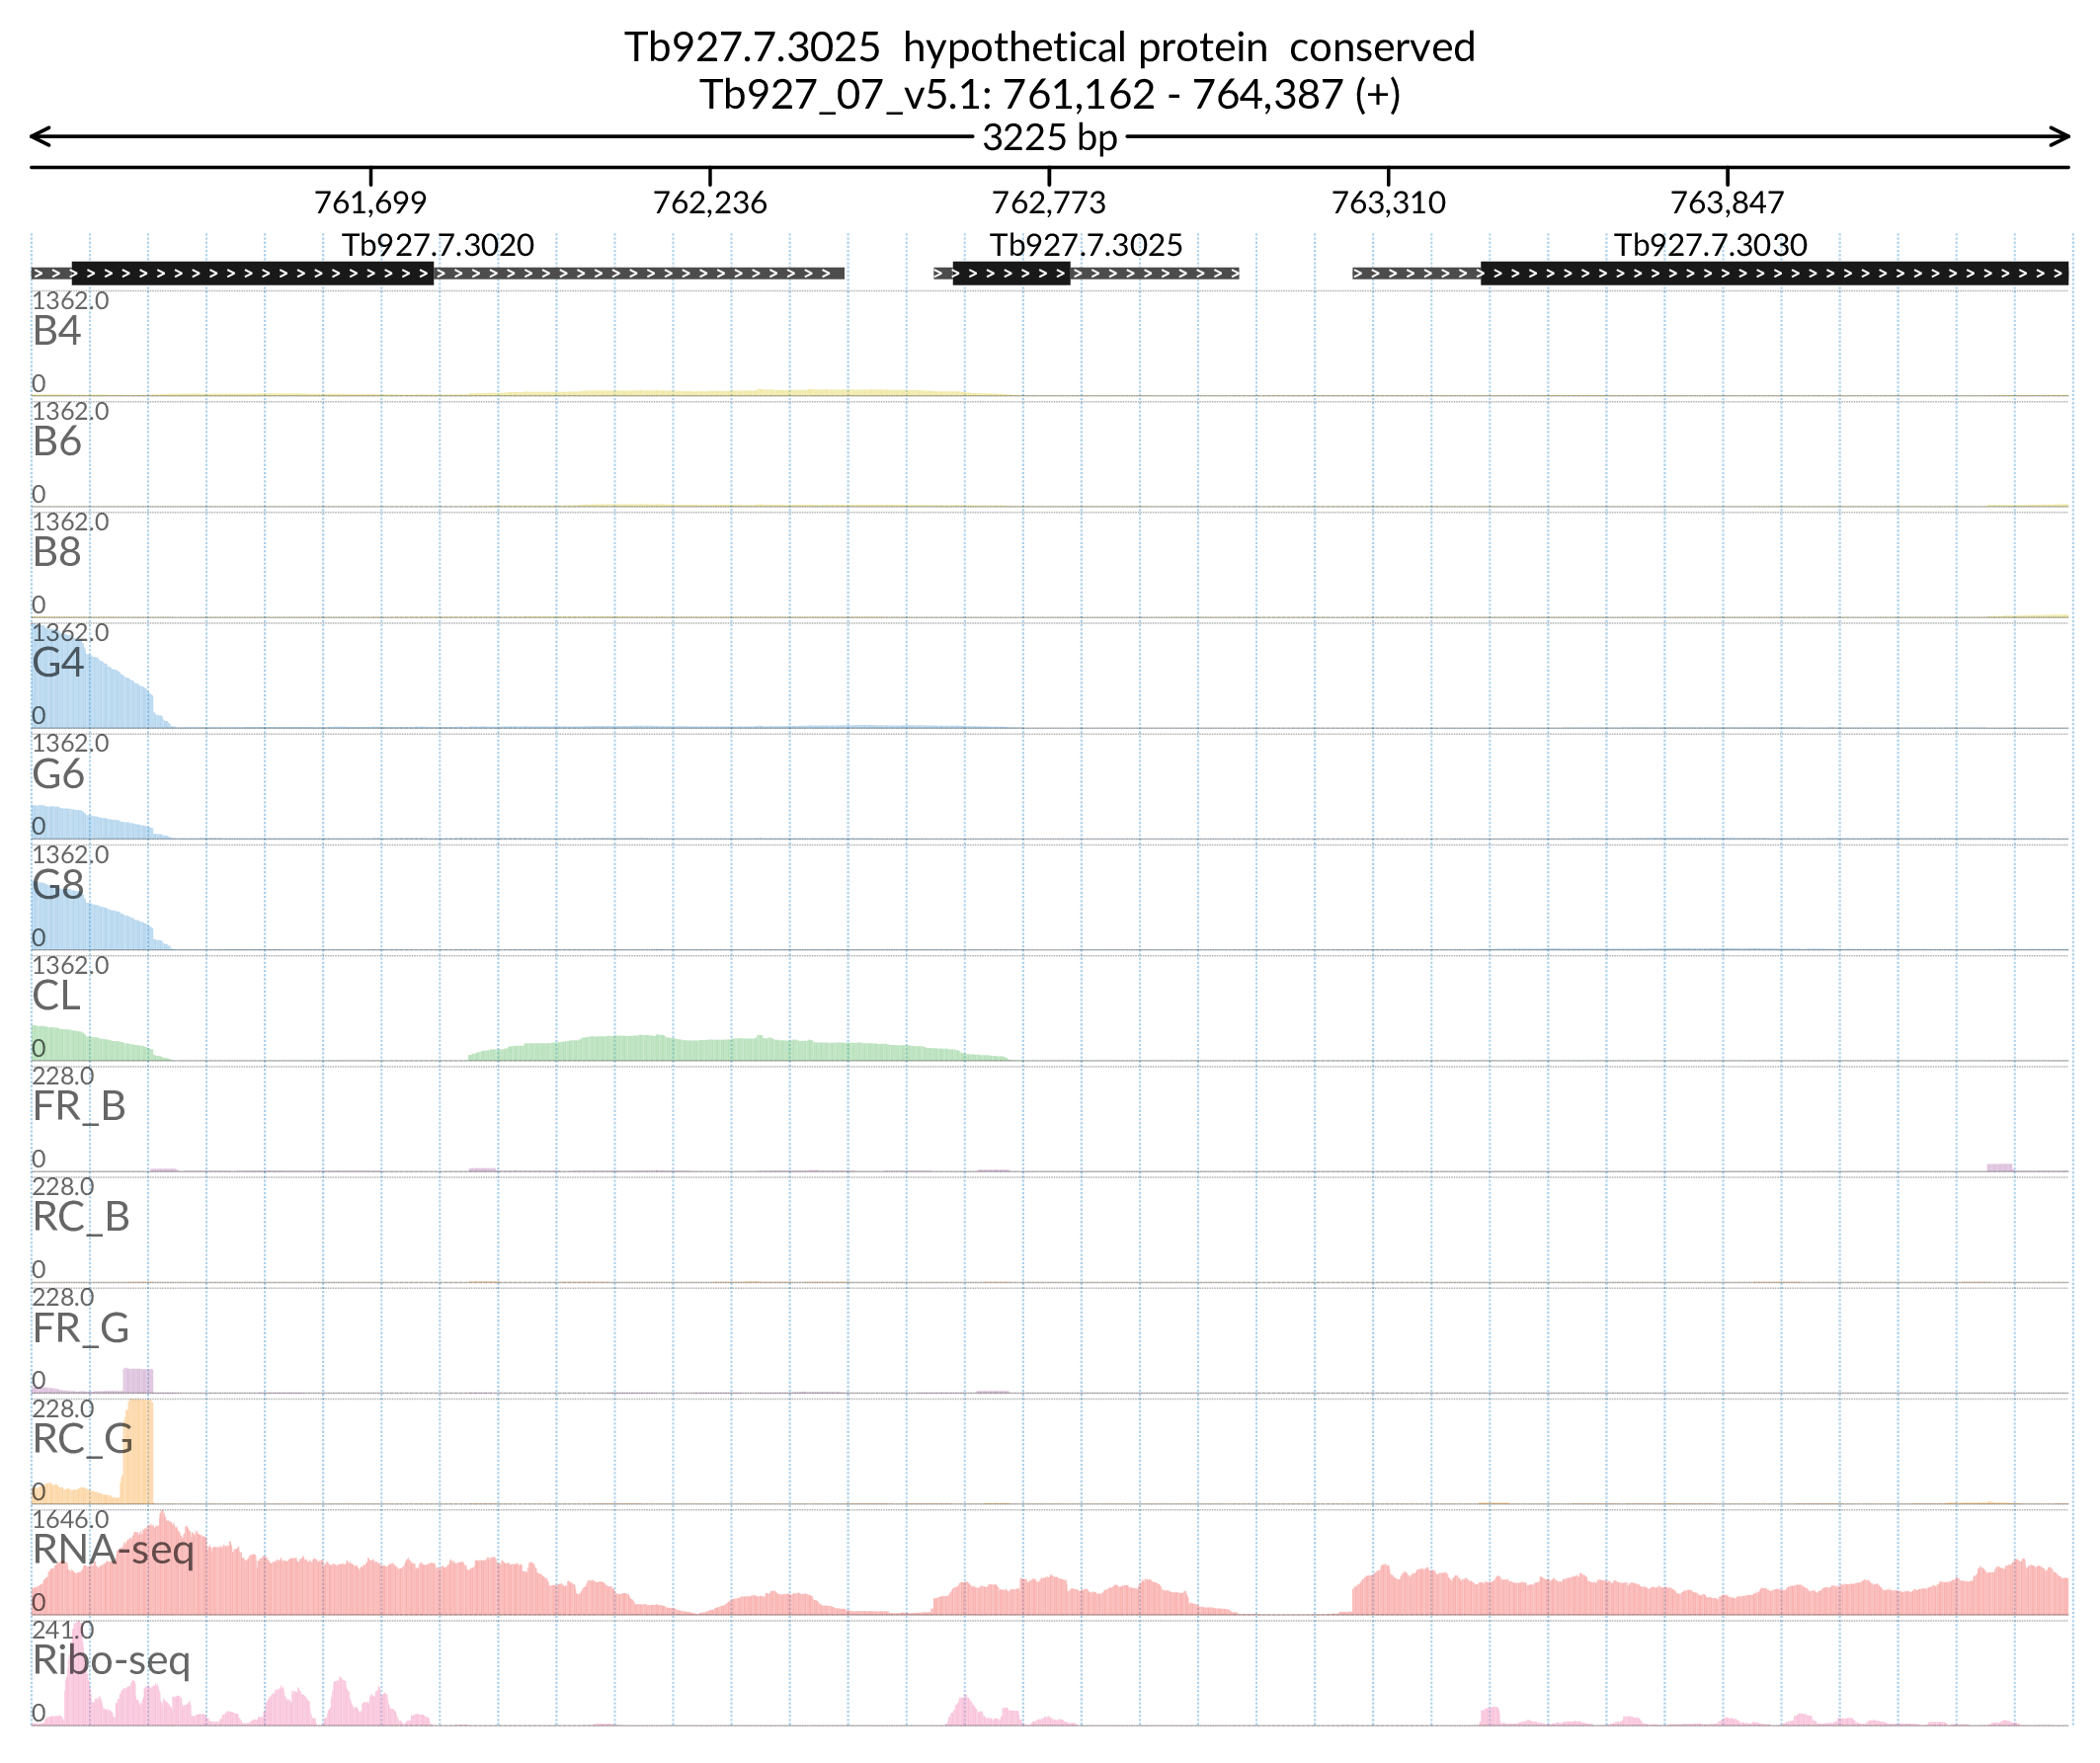 Tb927.7.3025 hypothetical protein conserved
Tb927_07_v5.1: 761,162 - 764,387 (+)
3225 bp
761,699 762,236 762,773 763,310 763,847
Tb927.7.3020 Tb927.7.3025 Tb927.7.3030
1362.0
B4
0
1362.0
B6
0
1362.0
B8
0
1362.0
G4
0
1362.0
G6
0
1362.0
G8
0
1362.0
CL
0
228.0
FR_B
0
228.0
RC_B
0
228.0
FR_G
0
228.0
RC_G
0
1646.0
RNA-seq
0
241.0
Ribo-seq
0